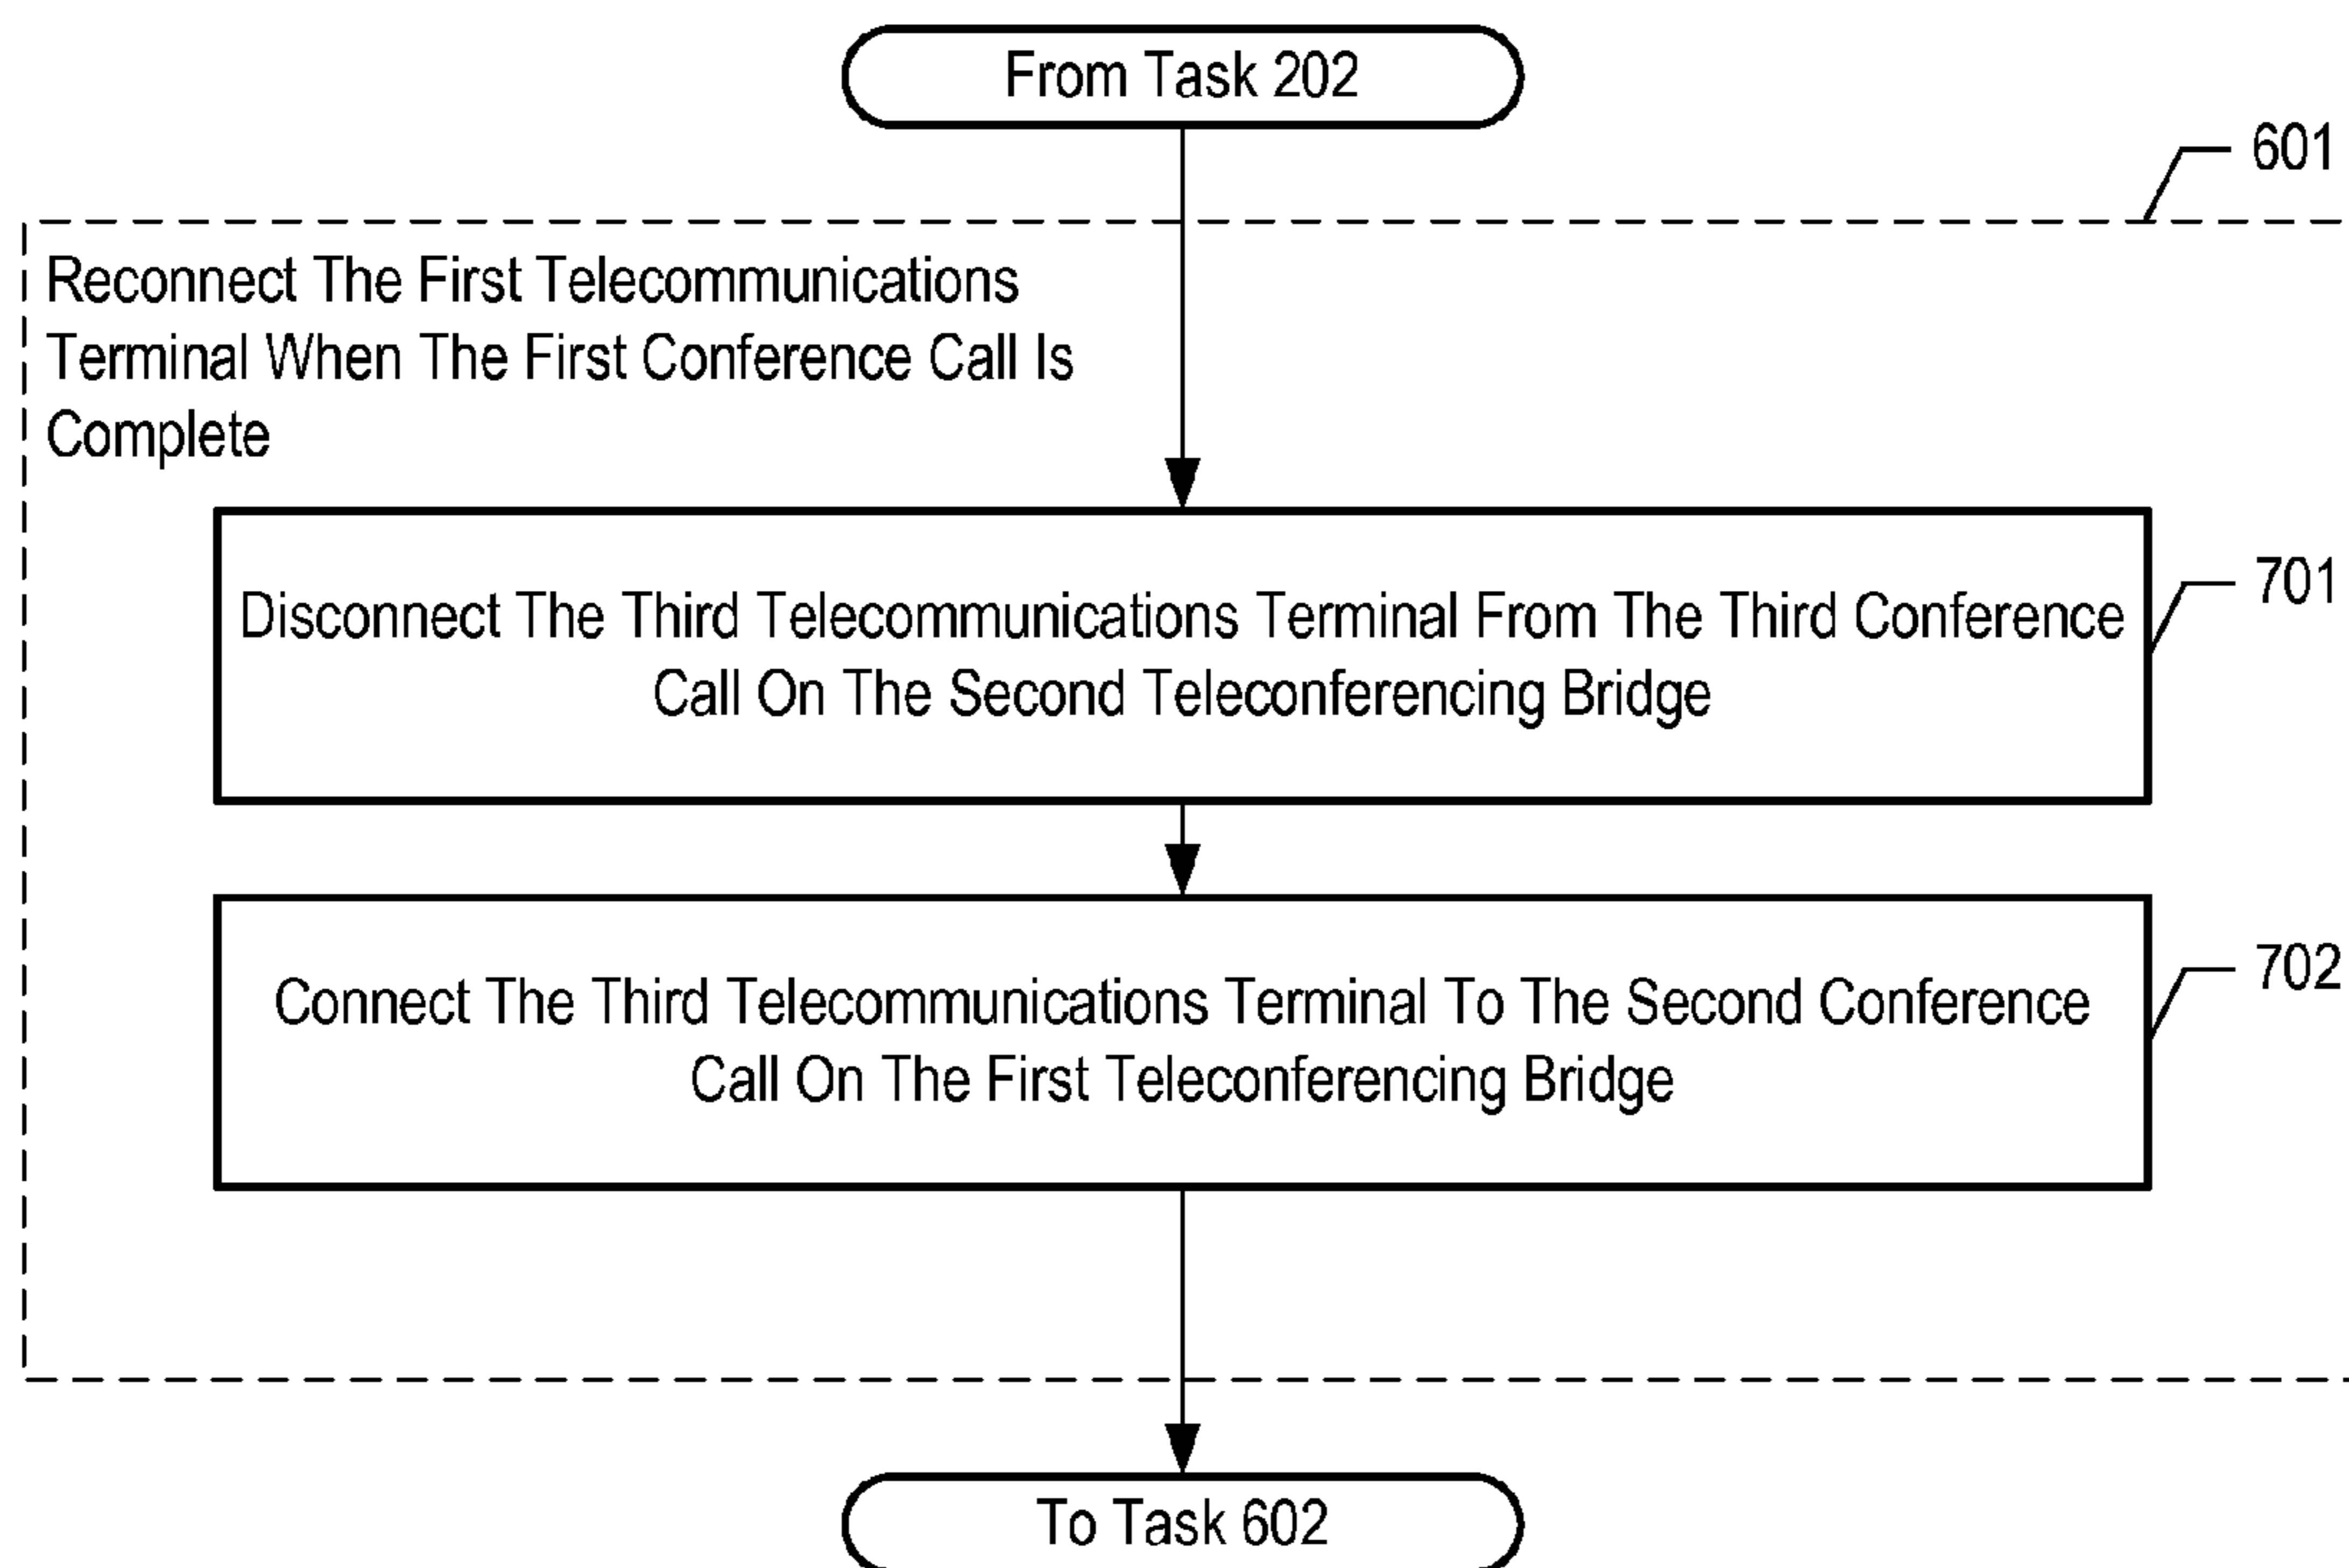 From Task 202
601
Reconnect The First Telecommunications
Terminal When The First Conference Call Is
Complete
Disconnect The Third Telecommunications Terminal From The Third Conference
Call On The Second Teleconferencing Bridge
701
Connect The Third Telecommunications Terminal To The Second Conference
Call On The First Teleconferencing Bridge
702
To Task 602